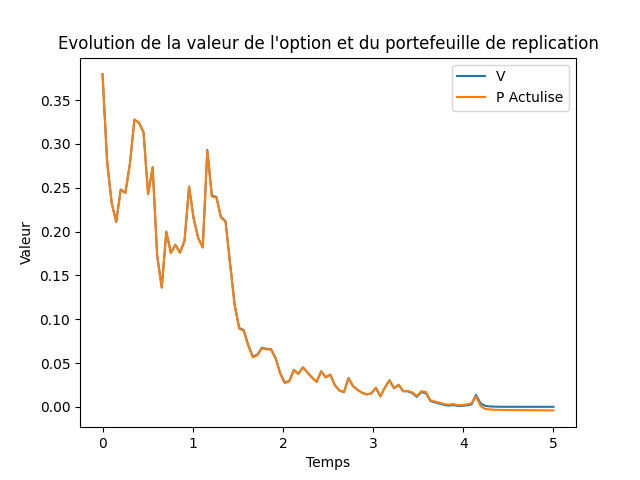 Evolution de la valeur de l'option et du portefeuille de replication
V
P Actulise
Valeur
0.35
0.30
0.25
0.20
0.15
0.10
0.05
0.00
0 1 2 3 4 5
Temps